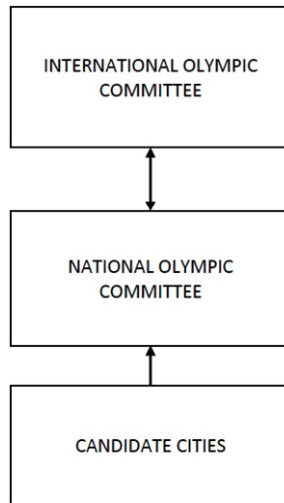 INTERNATIONAL OLYMPIC
COMMITTEE
NATIONAL OLYMPIC
COMMITTEE
CANDIDATE CITIES